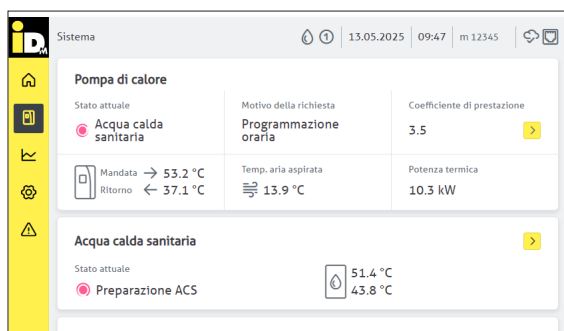 iDM
Sistema
1 13.05.2025 09:47 m 12345
Pompa di calore
Stato attuale
Acqua calda
sanitaria
Motivo della richiesta
Programmazione
oraria
Coefficiente di prestazione
3.5
Mandata → 53.2 °C
Ritorno ← 37.1 °C
Temp. aria aspirata
13.9 °C
Potenza termica
10.3 kW
Acqua calda sanitaria
Stato attuale
Preparazione ACS
51.4 °C
43.8 °C